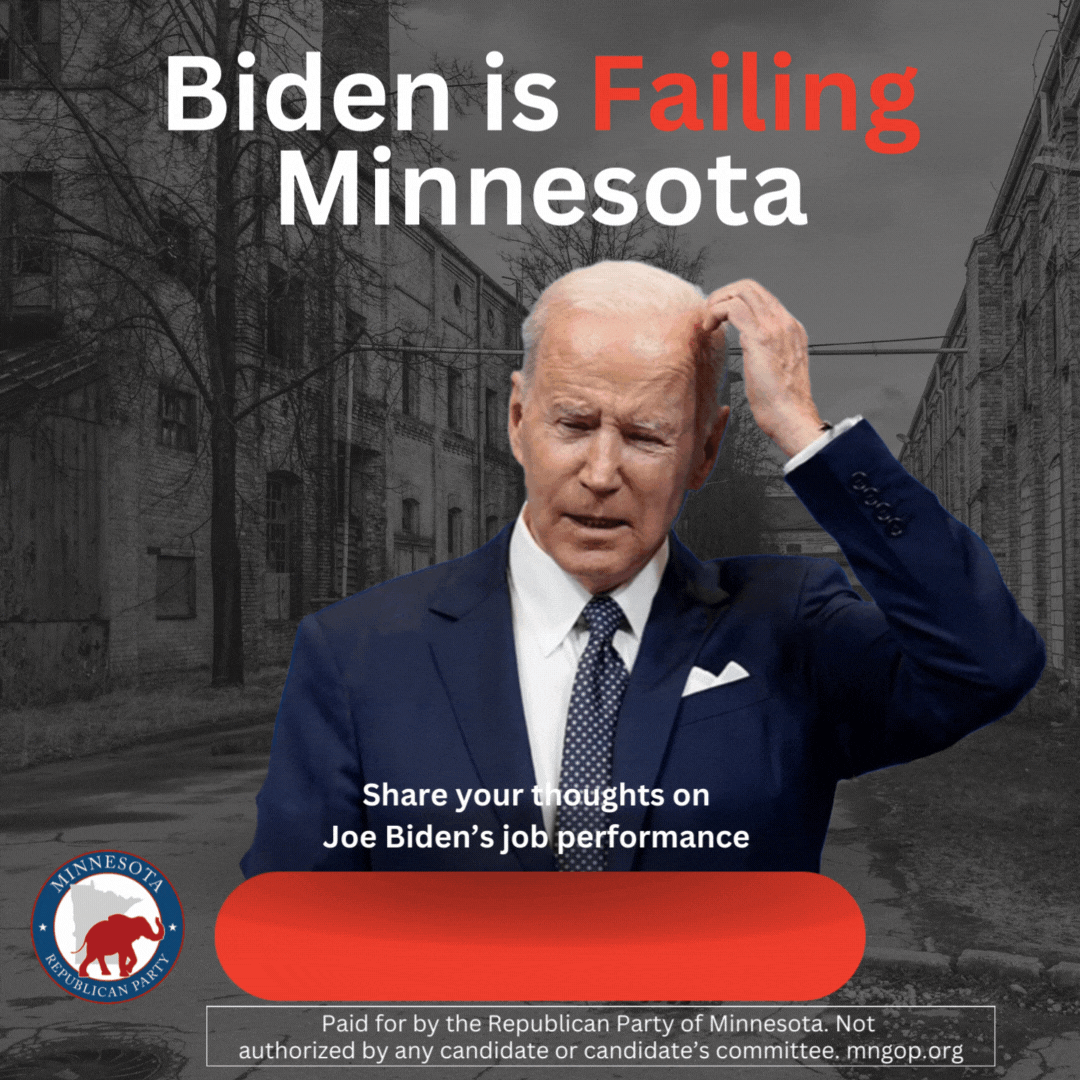 Biden is Failing
Minnesota
Share your thoughts on
Joe Biden’s job performance
MINNESOTA
REPUBLICAN PARTY
Paid for by the Republican Party of Minnesota. Not
authorized by any candidate or candidate’s committee. mngop.org